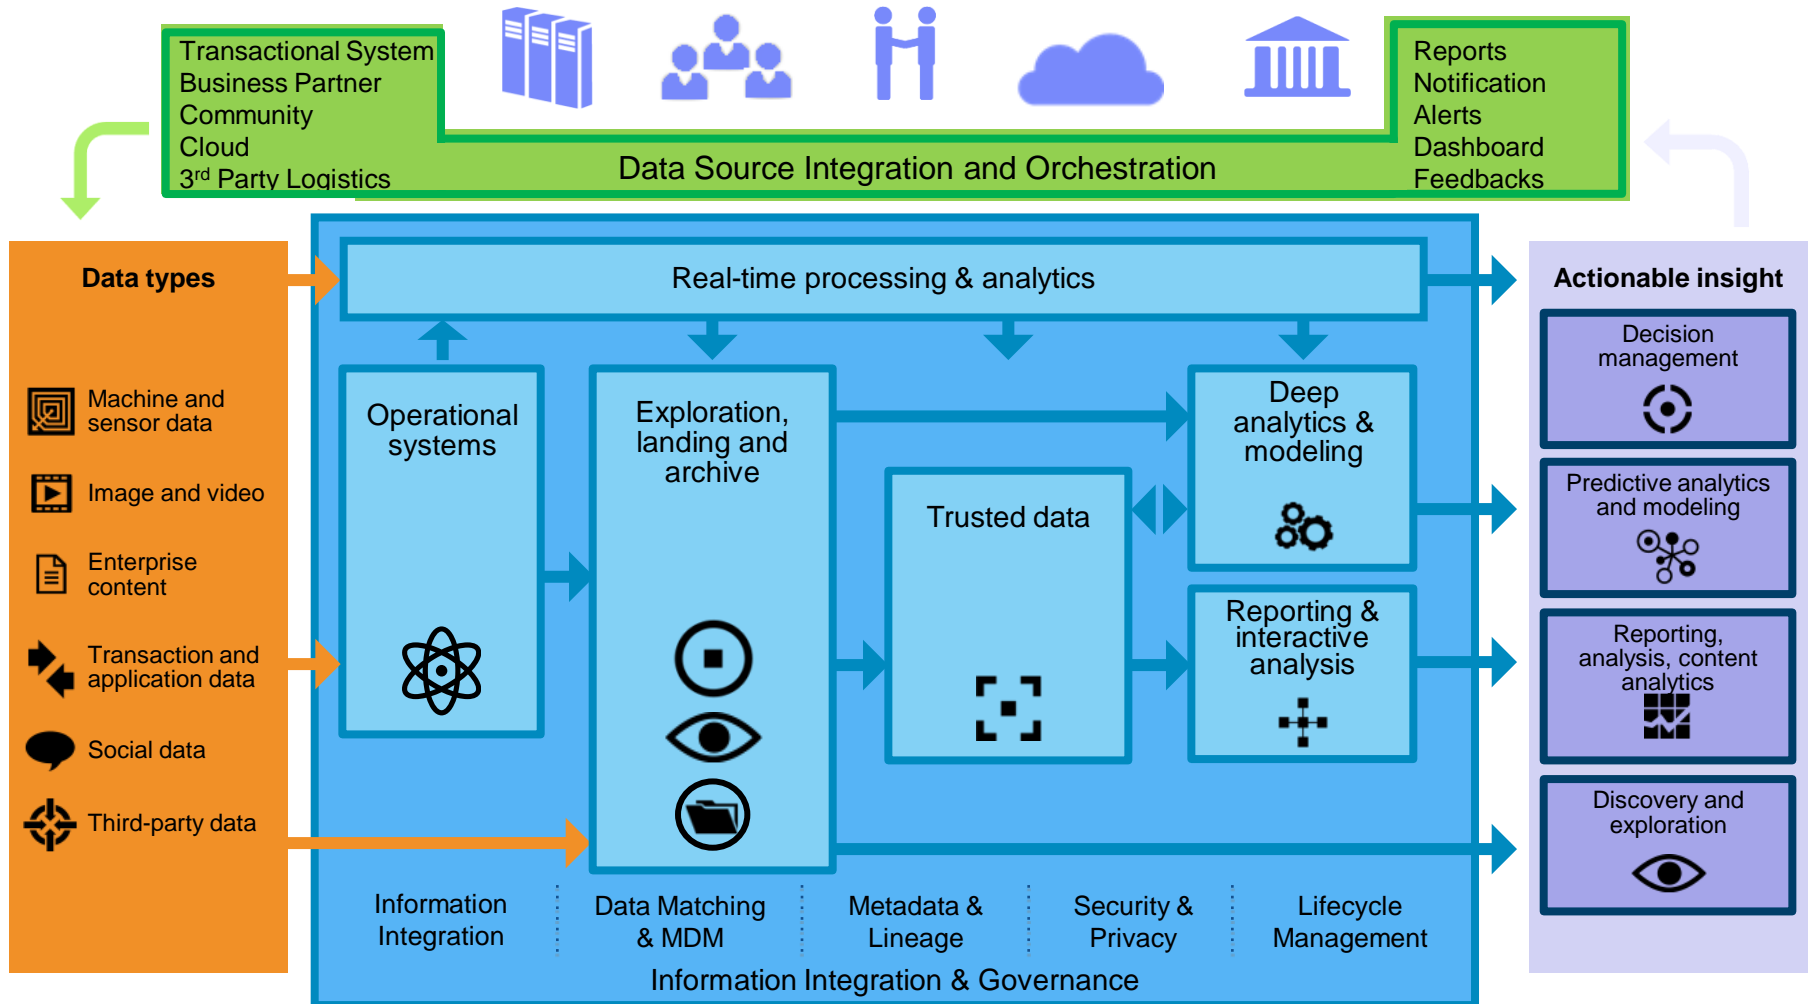 Transactional System
Business Partner
Community
Cloud
3rd Party Logistics
Data Source Integration and Orchestration
Reports
Notification
Alerts
Dashboard
Feedbacks
Data types
Machine and
sensor data
Image and video
Enterprise
content
Transaction and
application data
Social data
Third-party data
Real-time processing & analytics
Operational
systems
Exploration,
landing and
archive
Trusted data
Deep
analytics &
modeling
Reporting &
interactive
analysis
Information
Integration
Data Matching
& MDM
Metadata &
Lineage
Security &
Privacy
Lifecycle
Management
Information Integration & Governance
Actionable insight
Decision
management
Predictive analytics
and modeling
Reporting,
analysis, content
analytics
Discovery and
exploration